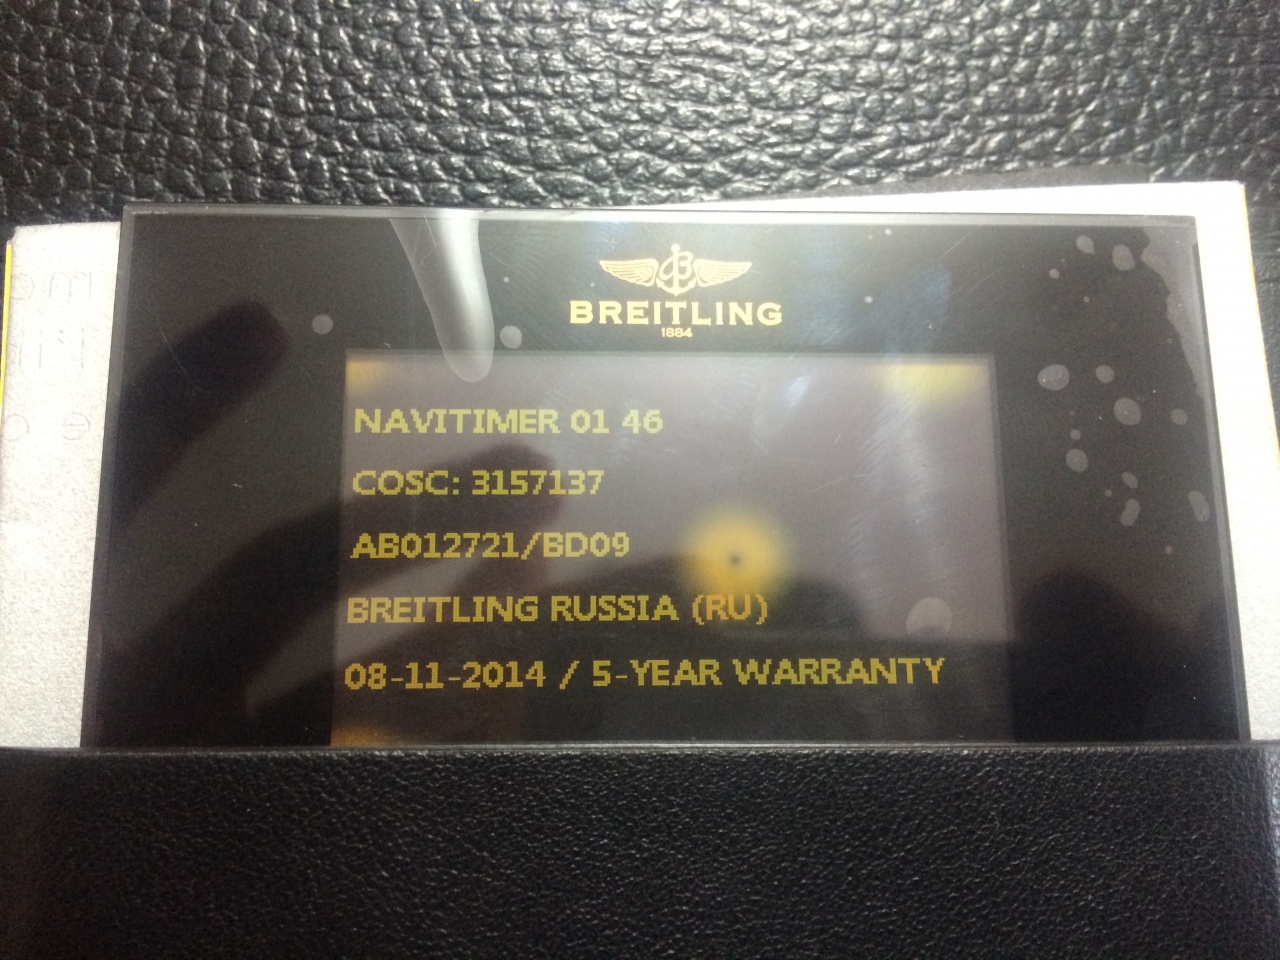 BREITLING
1884
NAVITIMER 01 46
COSC: 3157137
AB012721/BD09
BREITLING RUSSIA (RU)
08-11-2014 / 5-YEAR WARRANTY